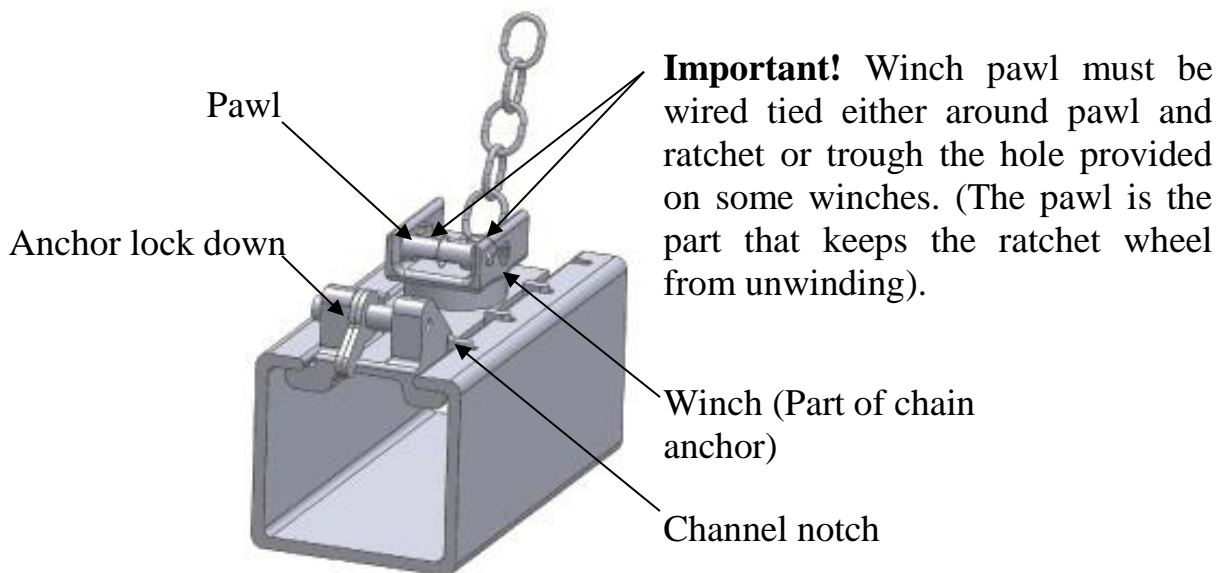 Pawl
Anchor lock down
Important! Winch pawl must be
wired tied either around pawl and
ratchet or trough the hole provided
on some winches. (The pawl is the
part that keeps the ratchet wheel
from unwinding).
Winch (Part of chain
anchor)
Channel notch